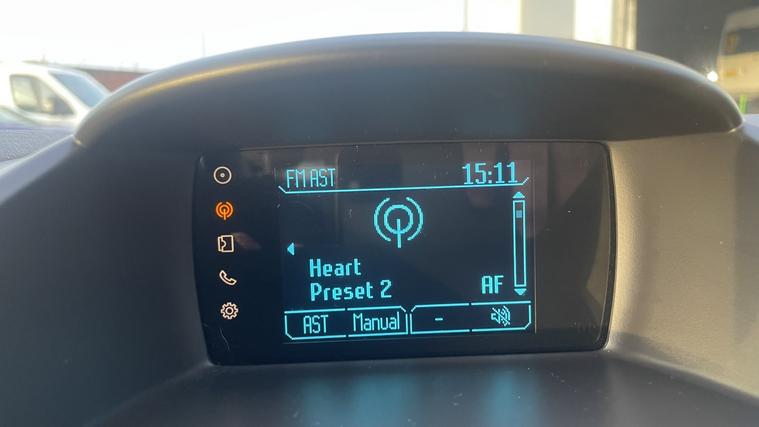 FM AST 15:11
Heart
Preset 2 AF
AST Manual -